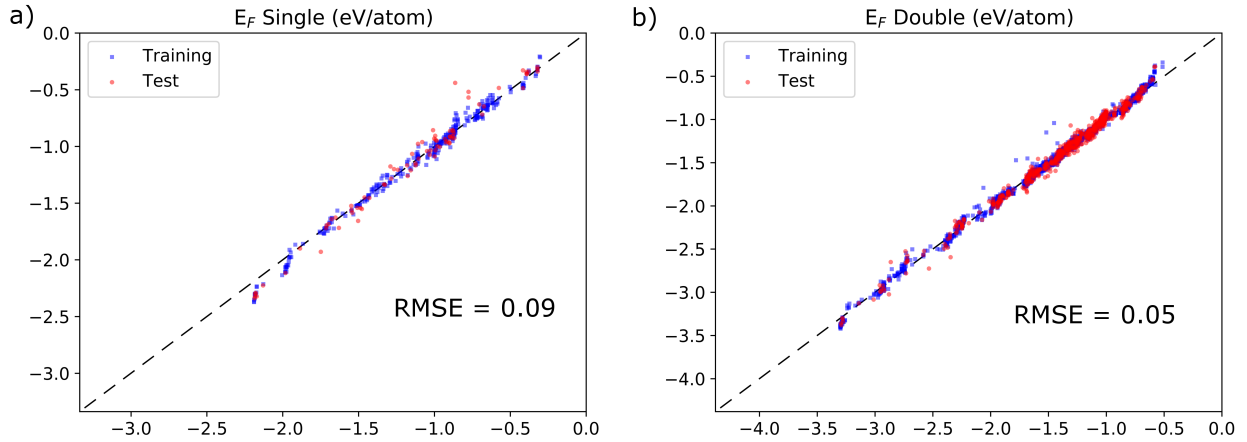 a)
E_F Single (eV/atom)
Training
Test
0.0
−0.5
−1.0
−1.5
−2.0
−2.5
−3.0
RMSE = 0.09
−3.0 −2.5 −2.0 −1.5 −1.0 −0.5 0.0
b)
E_F Double (eV/atom)
Training
Test
0.0
−0.5
−1.0
−1.5
−2.0
−2.5
−3.0
−3.5
−4.0
RMSE = 0.05
−4.0 −3.5 −3.0 −2.5 −2.0 −1.5 −1.0 −0.5 0.0